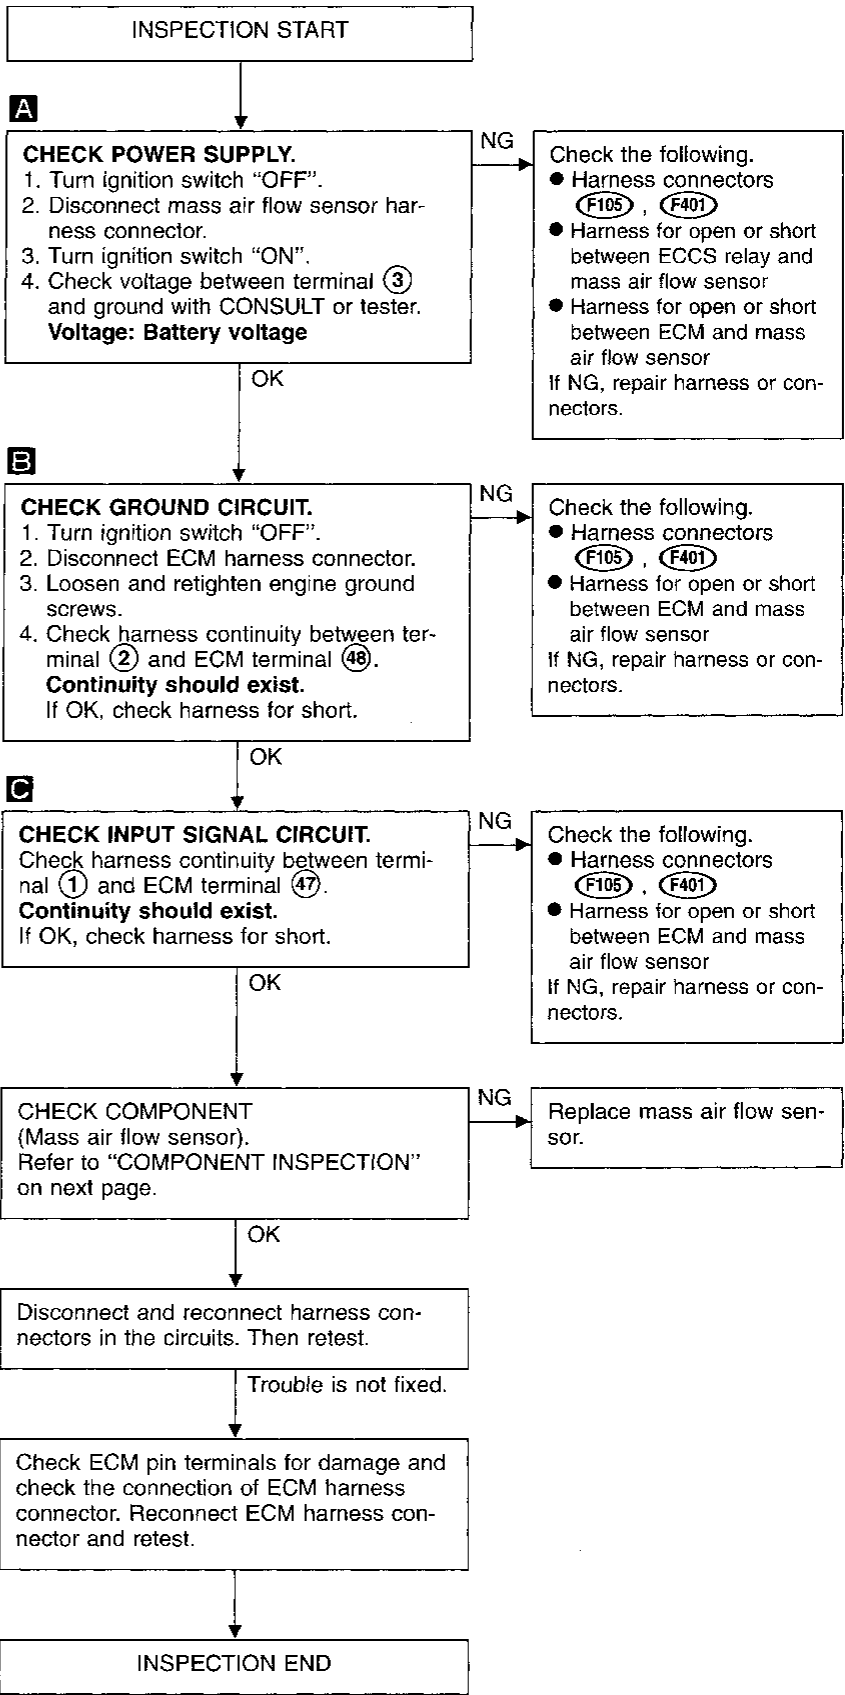 INSPECTION START
A
CHECK POWER SUPPLY.
1. Turn ignition switch “OFF”.
2. Disconnect mass air flow sensor har-
ness connector.
3. Turn ignition switch “ON”.
4. Check voltage between terminal ③
and ground with CONSULT or tester.
Voltage: Battery voltage
NG
Check the following.
● Harness connectors
F105 , F401
● Harness for open or short
between ECCS relay and
mass air flow sensor
● Harness for open or short
between ECM and mass
air flow sensor
If NG, repair harness or con-
nectors.
OK
B
CHECK GROUND CIRCUIT.
1. Turn ignition switch “OFF”.
2. Disconnect ECM harness connector.
3. Loosen and retighten engine ground
screws.
4. Check harness continuity between ter-
minal ② and ECM terminal ㊽.
Continuity should exist.
If OK, check harness for short.
NG
Check the following.
● Harness connectors
F105 , F401
● Harness for open or short
between ECM and mass
air flow sensor
If NG, repair harness or con-
nectors.
OK
C
CHECK INPUT SIGNAL CIRCUIT.
Check harness continuity between termi-
nal ① and ECM terminal ㊼.
Continuity should exist.
If OK, check harness for short.
NG
Check the following.
● Harness connectors
F105 , F401
● Harness for open or short
between ECM and mass
air flow sensor
If NG, repair harness or con-
nectors.
OK
CHECK COMPONENT
(Mass air flow sensor).
Refer to “COMPONENT INSPECTION”
on next page.
NG
Replace mass air flow sen-
sor.
OK
Disconnect and reconnect harness con-
nectors in the circuits. Then retest.
Trouble is not fixed.
Check ECM pin terminals for damage and
check the connection of ECM harness
connector. Reconnect ECM harness con-
nector and retest.
INSPECTION END